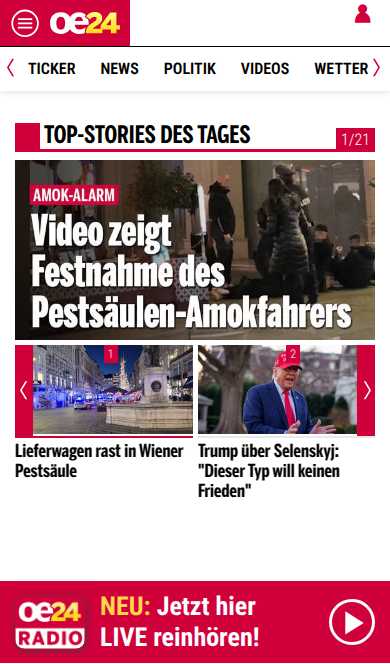 oe24
TICKER NEWS POLITIK VIDEOS WETTER
TOP-STORIES DES TAGES
1/21
AMOK-ALARM
Video zeigt
Festnahme des
Pestsäulen-Amokfahrers
1
2
Lieferwagen rast in Wiener
Pestsäule
Trump über Selenskyj:
"Dieser Typ will keinen
Frieden"
oe24
RADIO
NEU: Jetzt hier
LIVE reinhören!